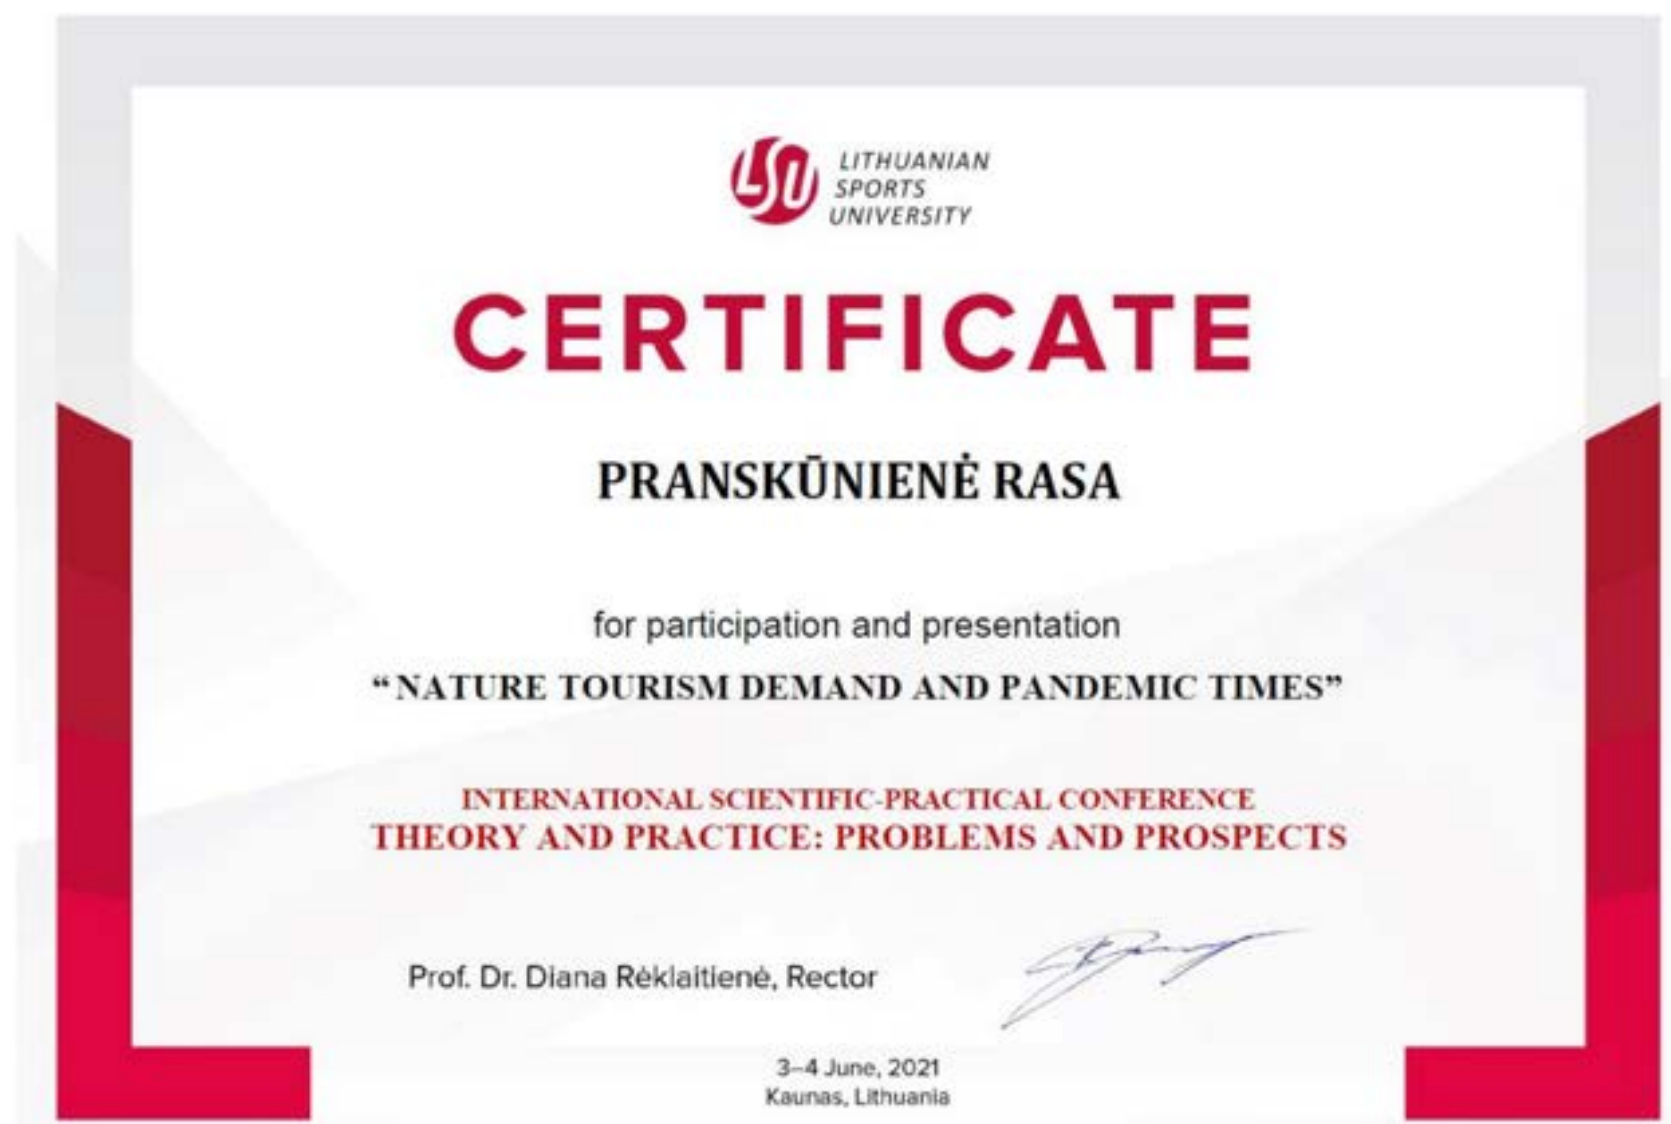 LSU
LITHUANIAN
SPORTS
UNIVERSITY
CERTIFICATE
PRANSKŪNIENĖ RASA
for participation and presentation
“NATURE TOURISM DEMAND AND PANDEMIC TIMES”
INTERNATIONAL SCIENTIFIC-PRACTICAL CONFERENCE
THEORY AND PRACTICE: PROBLEMS AND PROSPECTS
Prof. Dr. Diana Rėklaitienė, Rector
3–4 June, 2021
Kaunas, Lithuania